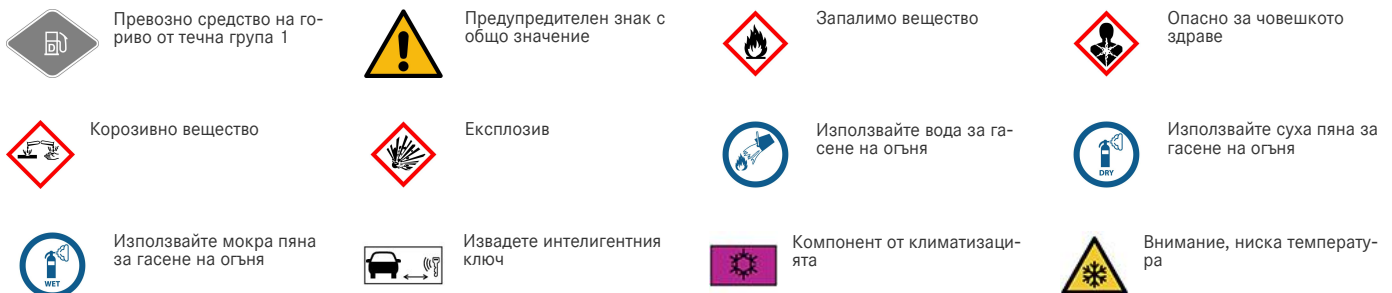 D
Превозно средство на го-
риво от течна група 1
Предупредителен знак с
общо значение
Запалимо вещество
Опасно за човешкото
здраве
Корозивно вещество
Експлозив
Използвайте вода за га-
сене на огъня
DRY
Използвайте суха пяна за
гасене на огъня
WET
Използвайте мокра пяна
за гасене на огъня
Извадете интелигентния
ключ
Компонент от климатизаци-
ята
Внимание, ниска температу-
ра